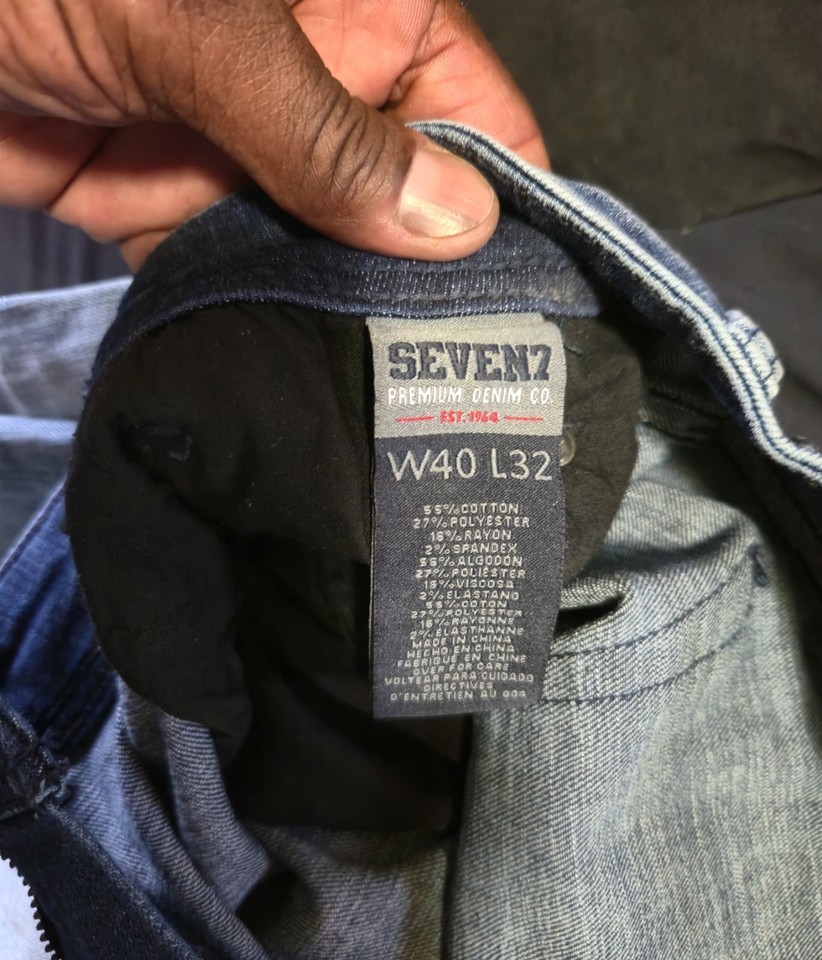 SEVEN7
PREMIUM DENIM CO.
EST. 1964
W40 L32
55% COTTON
27% POLYESTER
16% RAYON
2% SPANDEX
55% ALGODON
27% POLIESTER
16% VISCOSA
2% ELASTANO
55% COTON
27% POLYESTER
16% RAYONNE
2% ELASTHANNE
MADE IN CHINA
HECHO EN CHINA
FABRIQUE EN CHINE
OVER FOR CARE
VOLTEAR PARA CUIDADO
DIRECTIVES
D'ENTRETIEN AU DOS